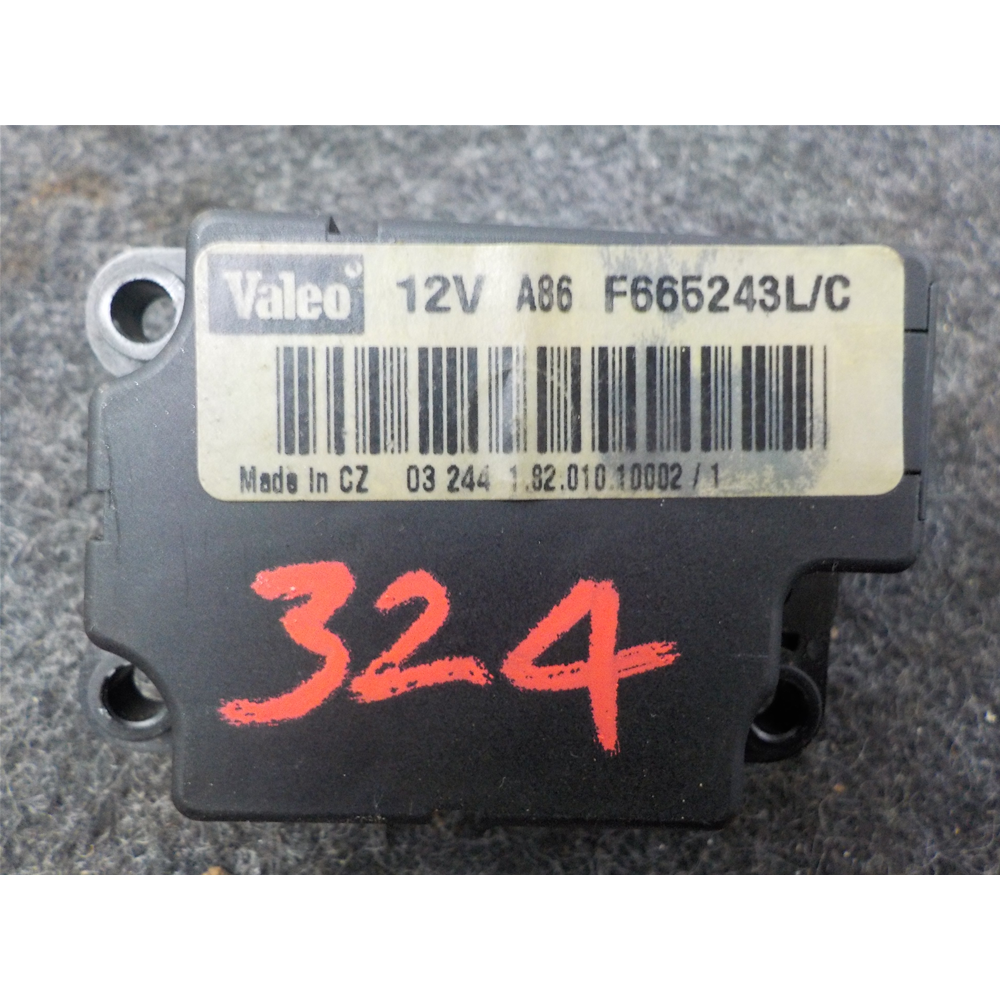 Valeo 12V A86 F665243L/C
Made In CZ 03 244 1.82.010.10002 / 1
324